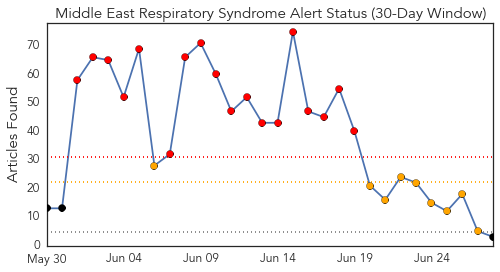 Middle East Respiratory Syndrome Alert Status (30-Day Window)
Articles Found
70
60
50
40
30
20
10
0
May 30
Jun 04
Jun 09
Jun 14
Jun 19
Jun 24